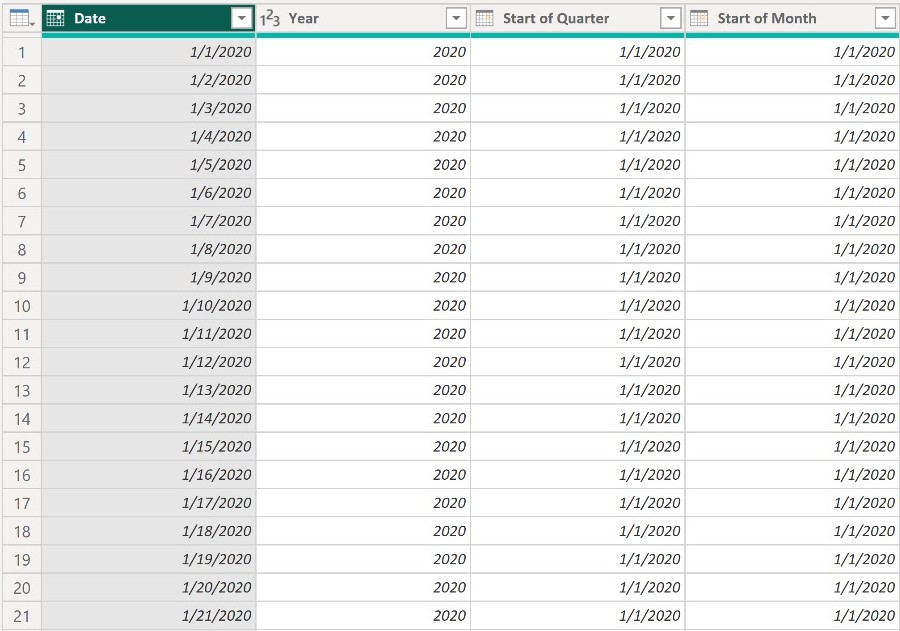 Date 1²3 Year Start of Quarter Start of Month
1 1/1/2020 2020 1/1/2020 1/1/2020
2 1/2/2020 2020 1/1/2020 1/1/2020
3 1/3/2020 2020 1/1/2020 1/1/2020
4 1/4/2020 2020 1/1/2020 1/1/2020
5 1/5/2020 2020 1/1/2020 1/1/2020
6 1/6/2020 2020 1/1/2020 1/1/2020
7 1/7/2020 2020 1/1/2020 1/1/2020
8 1/8/2020 2020 1/1/2020 1/1/2020
9 1/9/2020 2020 1/1/2020 1/1/2020
10 1/10/2020 2020 1/1/2020 1/1/2020
11 1/11/2020 2020 1/1/2020 1/1/2020
12 1/12/2020 2020 1/1/2020 1/1/2020
13 1/13/2020 2020 1/1/2020 1/1/2020
14 1/14/2020 2020 1/1/2020 1/1/2020
15 1/15/2020 2020 1/1/2020 1/1/2020
16 1/16/2020 2020 1/1/2020 1/1/2020
17 1/17/2020 2020 1/1/2020 1/1/2020
18 1/18/2020 2020 1/1/2020 1/1/2020
19 1/19/2020 2020 1/1/2020 1/1/2020
20 1/20/2020 2020 1/1/2020 1/1/2020
21 1/21/2020 2020 1/1/2020 1/1/2020